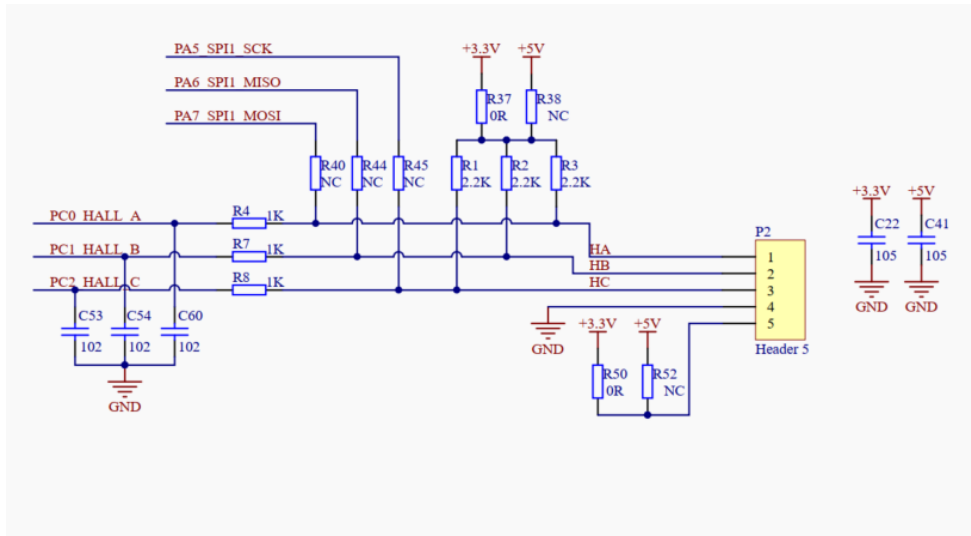 PA5_SPI1_SCK
+3.3V +5V
PA6_SPI1_MISO
R37 R38
0R NC
PA7_SPI1_MOSI
R40 R44 R45 R1 R2 R3
NC NC NC 2.2K 2.2K 2.2K
+3.3V +5V
PC0_HALL_A R4 1K
C22 C41
P2
PC1_HALL_B R7 1K
HA 1
105 105
HB 2
PC2_HALL_C R8 1K
HC 3
4
GND GND
C53 C54 C60
+3.3V +5V
5
102 102 102
GND
Header 5
R50 R52
0R NC
GND